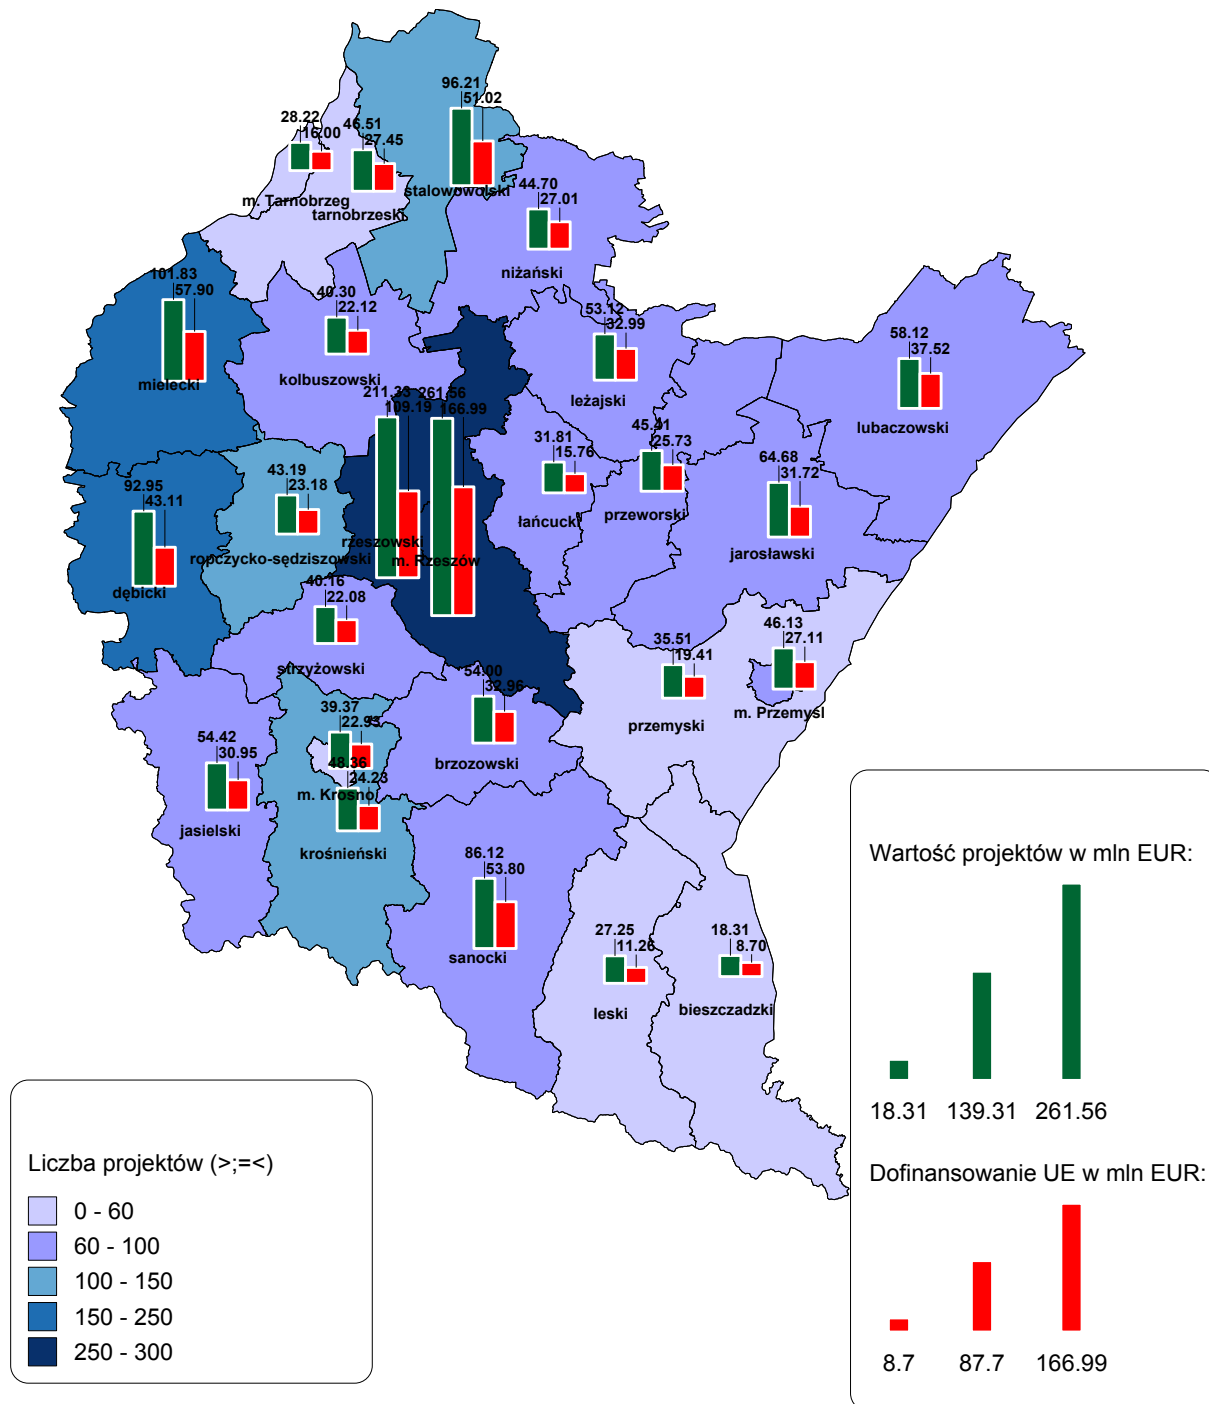 96.21
51.02
28.22
16.00
46.51
27.45
stalowowolski
m. Tarnobrzeg
tarnobrzeski
44.70
27.01
niżański
101.83
57.90
mielecki
40.30
22.12
kolbuszowski
53.12
32.99
leżajski
58.12
37.52
lubaczowski
211.33
109.19
261.56
166.99
rzeszowski
m. Rzeszów
31.81
15.76
łańcucki
45.41
25.73
przeworski
64.68
31.72
jarosławski
92.95
43.11
dębicki
43.19
23.18
ropczycko-sędziszowski
40.16
22.08
strzyżowski
35.51
19.41
przemyski
46.13
27.11
m. Przemyśl
54.00
32.96
brzozowski
39.37
22.93
m. Krosno
48.36
24.23
krośnieński
54.42
30.95
jasielski
86.12
53.80
sanocki
27.25
11.26
leski
18.31
8.70
bieszczadzki
Wartość projektów w mln EUR:
18.31 139.31 261.56
Dofinansowanie UE w mln EUR:
8.7 87.7 166.99
Liczba projektów (>;=<)
0 - 60
60 - 100
100 - 150
150 - 250
250 - 300